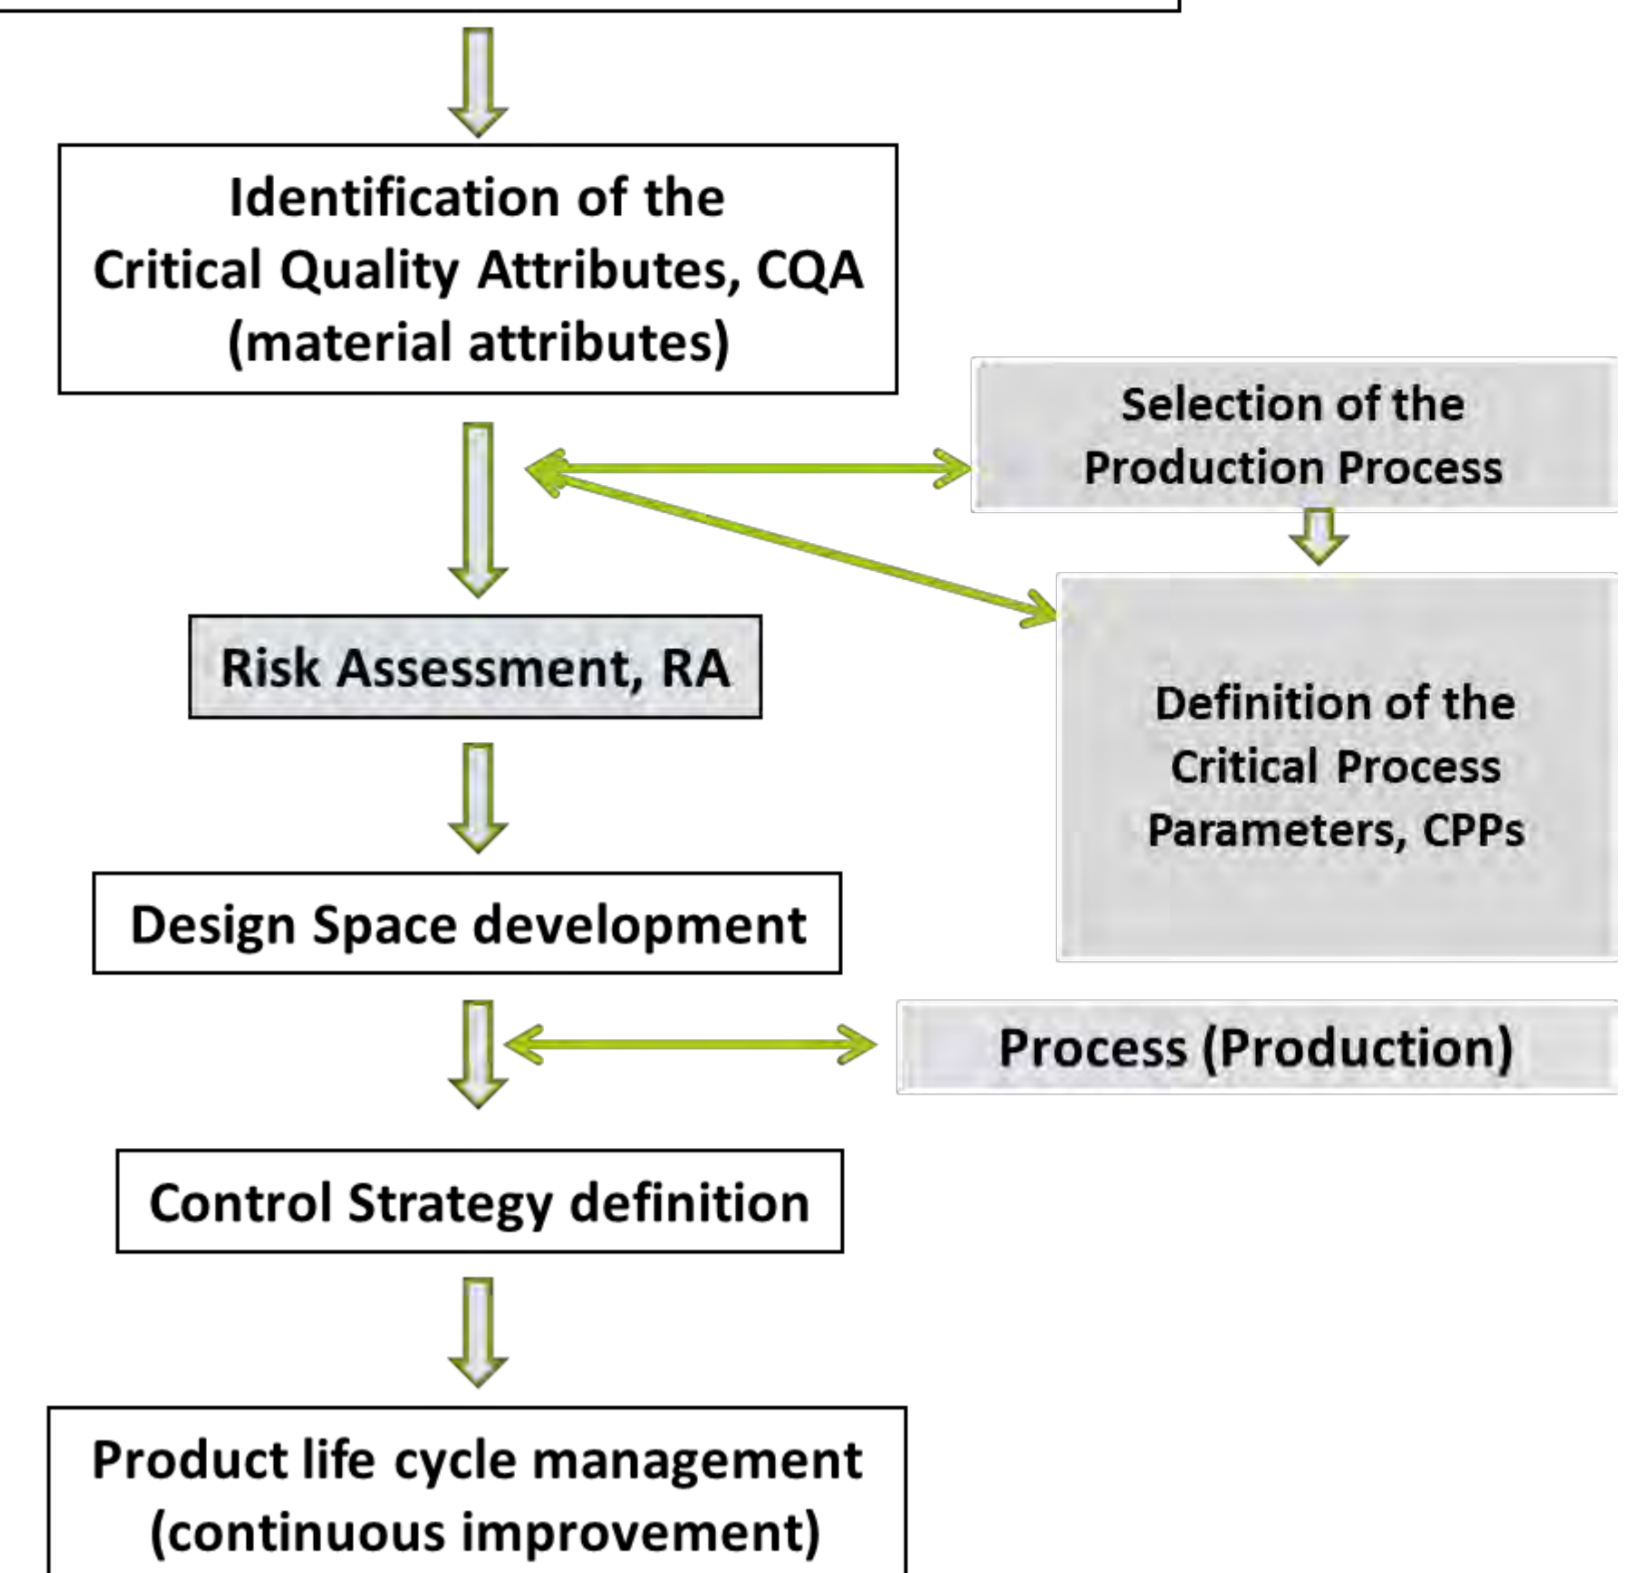 Identification of the
Critical Quality Attributes, CQA
(material attributes)
Selection of the
Production Process
Risk Assessment, RA
Definition of the
Critical Process
Parameters, CPPs
Design Space development
Process (Production)
Control Strategy definition
Product life cycle management
(continuous improvement)